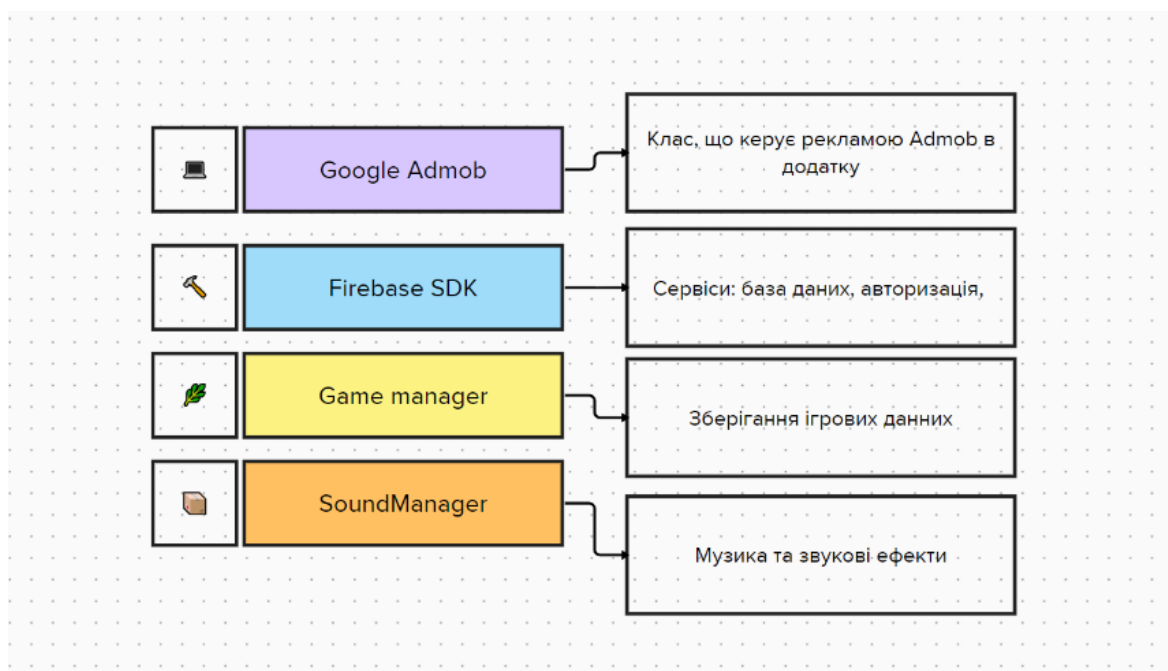 Google Admob
Клас, що керує рекламою Admob в
додатку
Firebase SDK
Сервіси: база даних, авторизація,
Game manager
Зберігання ігрових данних
SoundManager
Музика та звукові ефекти